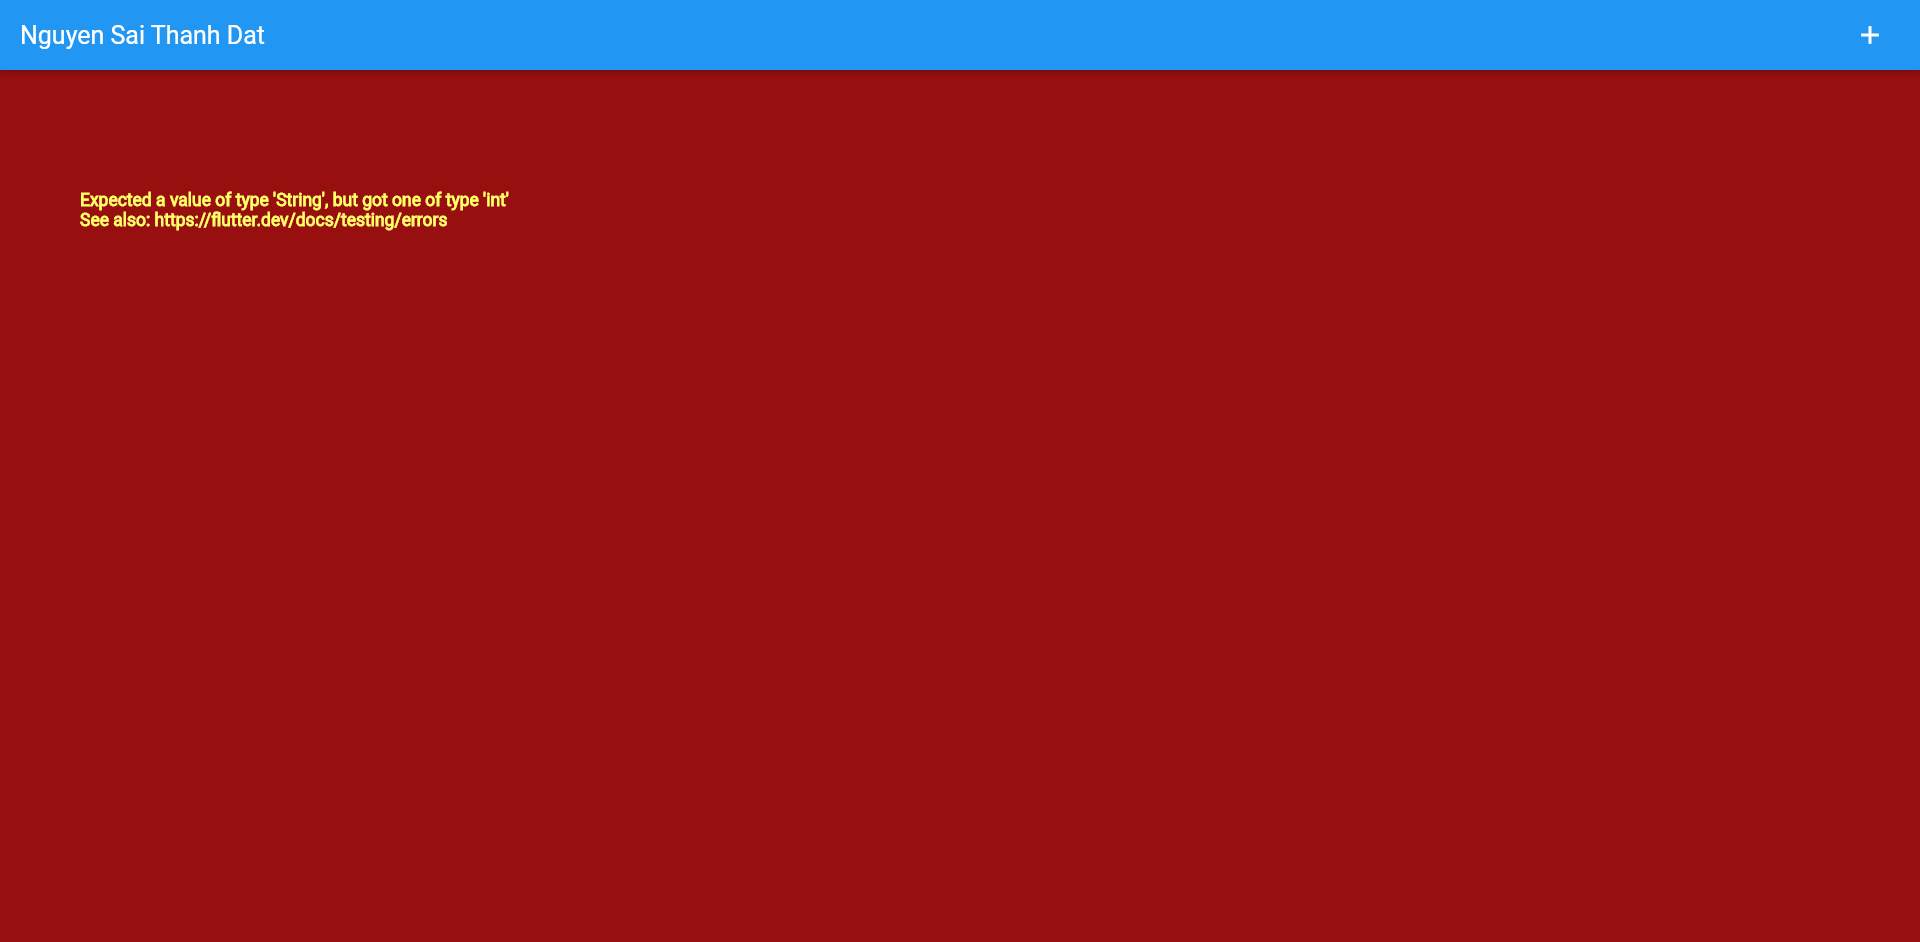 Nguyen Sai Thanh Dat
Expected a value of type 'String', but got one of type 'int'
See also: https://flutter.dev/docs/testing/errors